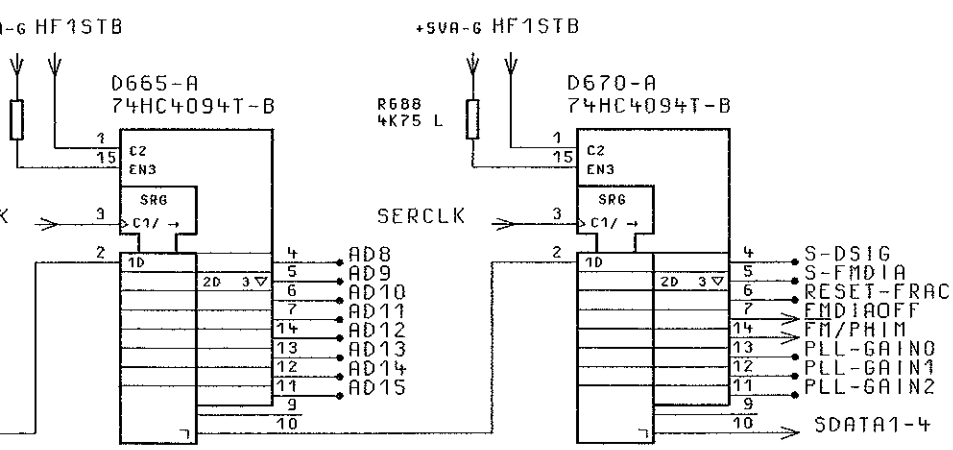 A-G HF1STB
+5VA-G HF1STB
D665-A
74HC4094T-B
D670-A
74HC4094T-B
R688
4K75 L
1
C2
15
EN3
SRG
3
C1/ →
K
2
1D
2D 3 ▽
4 AD8
5 AD9
6 AD10
7 AD11
14 AD12
13 AD13
12 AD14
11 AD15
9
10
1
C2
15
EN3
SRG
SERCLK
3
C1/ →
2
1D
2D 3 ▽
4 S-DSIG
5 S-FMDIA
6 RESET-FRAC
7 FMDIAOFF
14 FM/PHIM
13 PLL-GAIN0
12 PLL-GAIN1
11 PLL-GAIN2
9
10 SDATA1-4